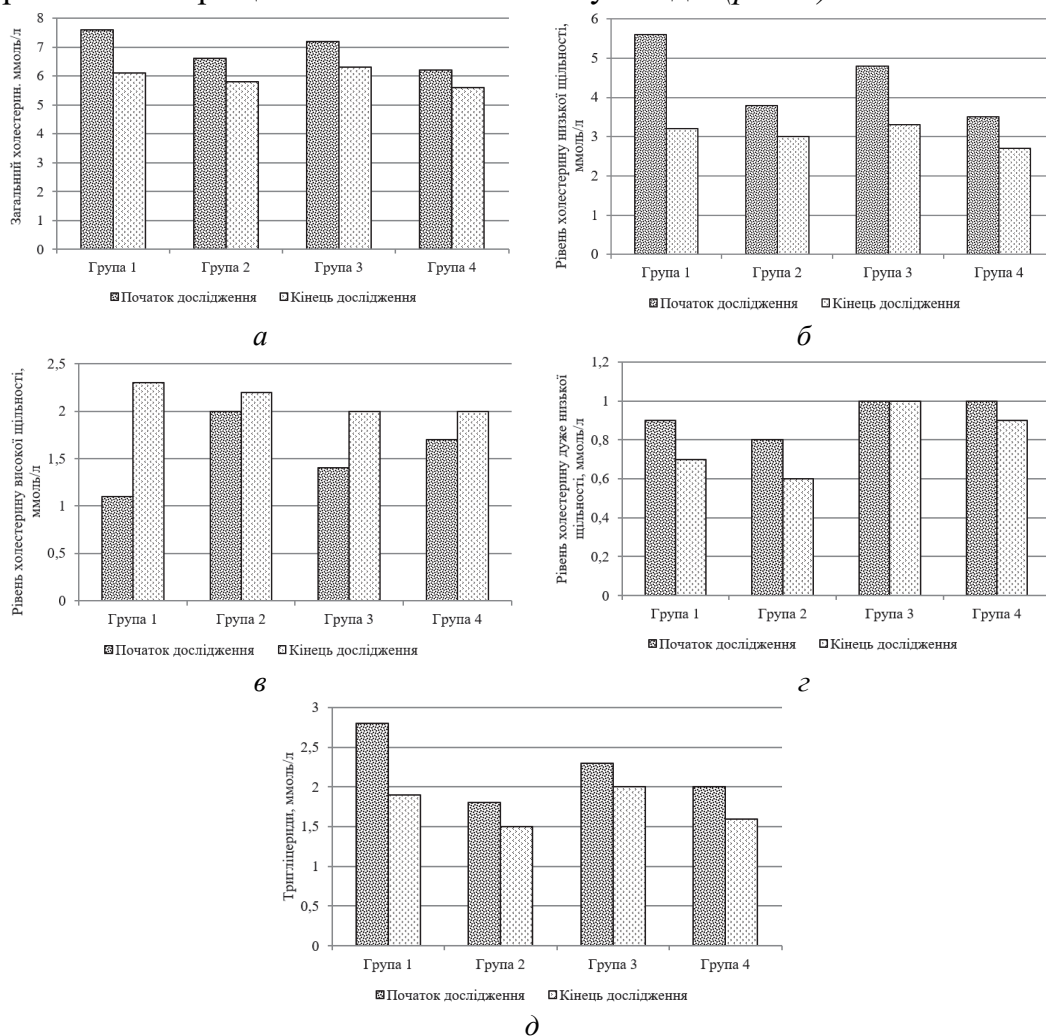 Загальний холестерин. ммоль/л
8
7
6
5
4
3
2
1
0
Група 1 Група 2 Група 3 Група 4
Початок дослідження Кінець дослідження
а
Рівень холестерину низької щільності,
ммоль/л
6
5
4
3
2
1
0
Група 1 Група 2 Група 3 Група 4
Початок дослідження Кінець дослідження
б
Рівень холестерину високої щільності,
ммоль/л
2,5
2
1,5
1
0,5
0
Група 1 Група 2 Група 3 Група 4
Початок дослідження Кінець дослідження
в
Рівень холестерину дуже низької
щільності, ммоль/л
1,2
1
0,8
0,6
0,4
0,2
0
Група 1 Група 2 Група 3 Група 4
Початок дослідження Кінець дослідження
г
Тригліцериди, ммоль/л
3
2,5
2
1,5
1
0,5
0
Група 1 Група 2 Група 3 Група 4
Початок дослідження Кінець дослідження
д